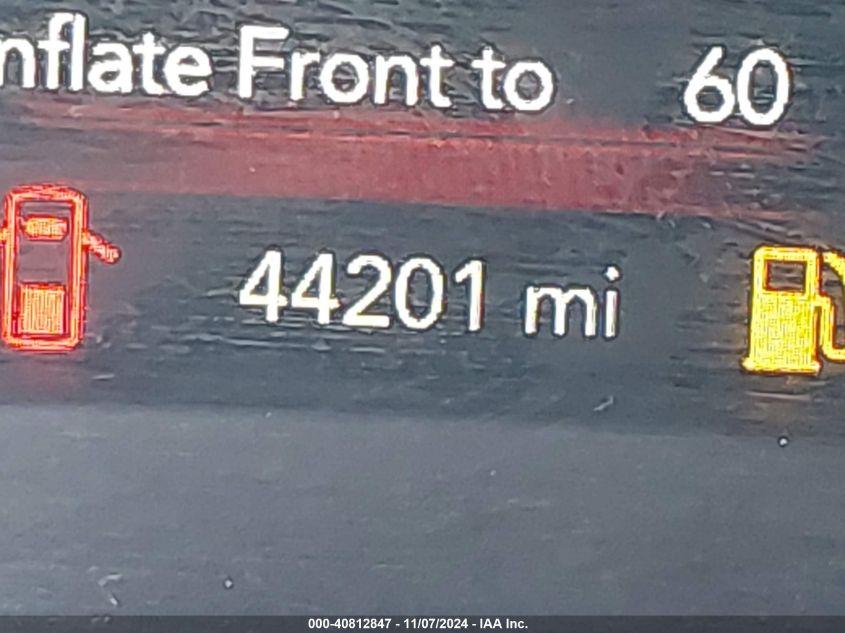 nflate Front to 60
44201 mi
000-40812847 - 11/07/2024 - IAA Inc.